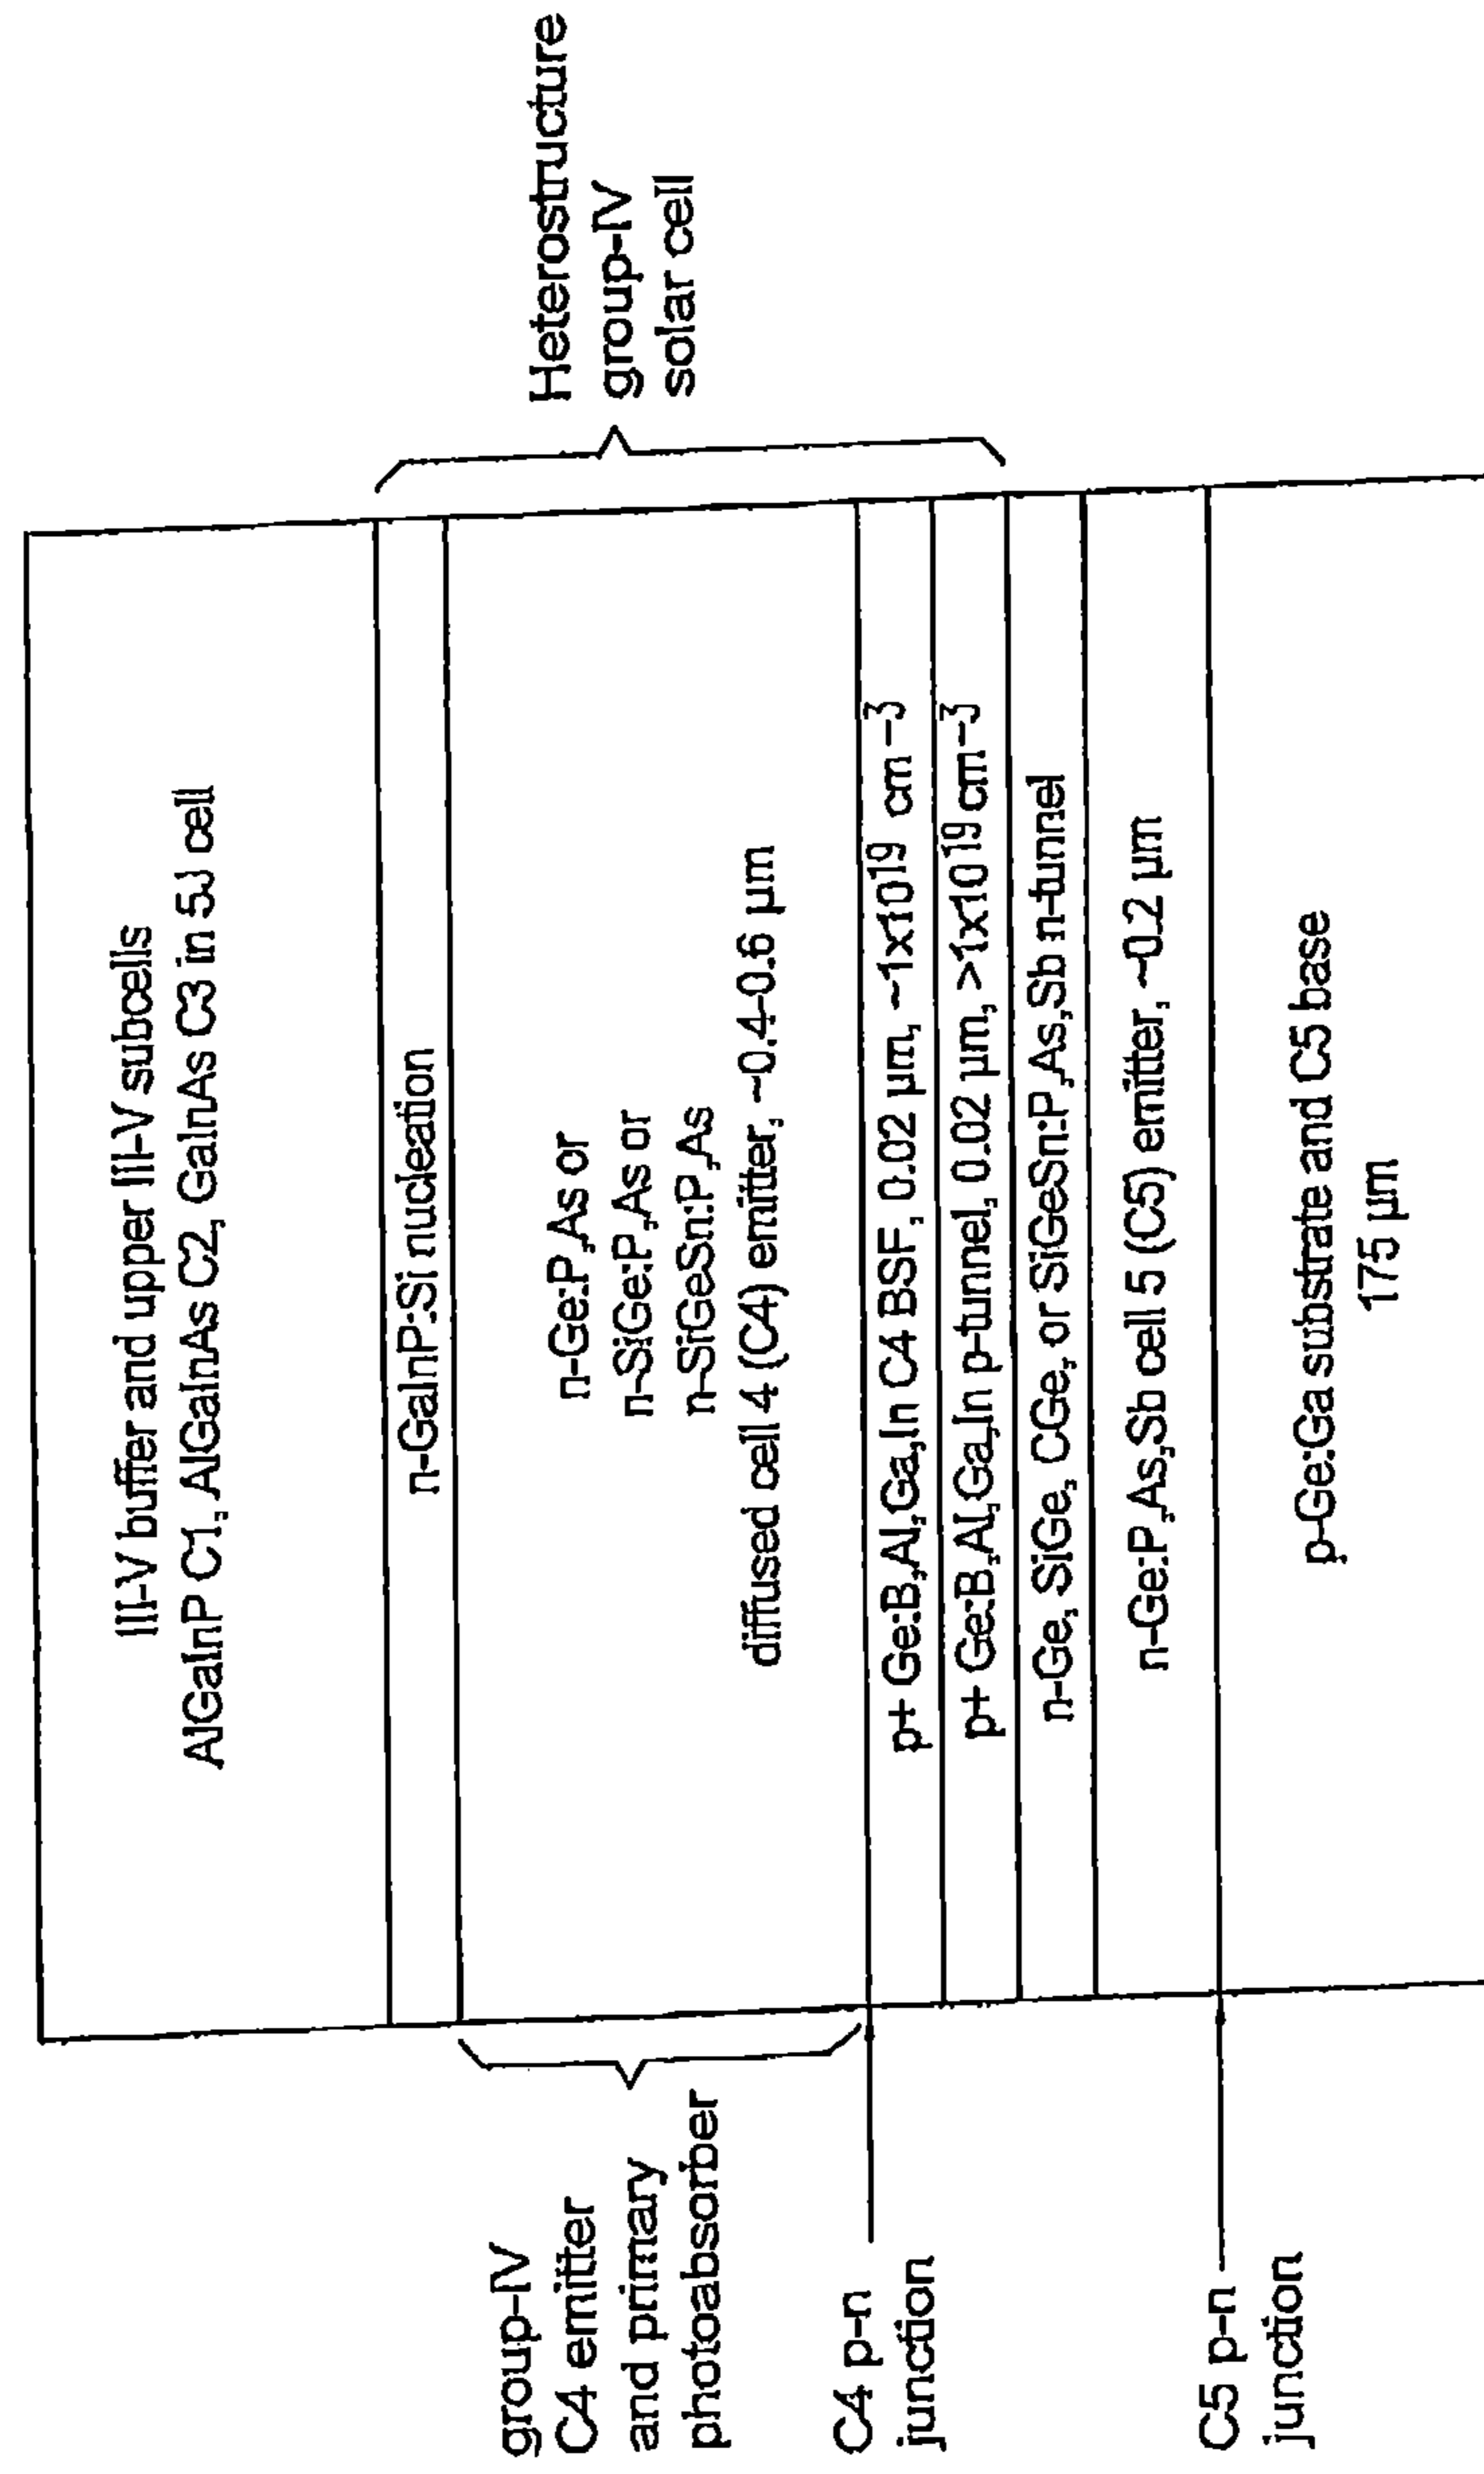 III-V buffer and upper III-V subcells
AlGaInP C1, AlGaInAs C2, GaInAs C3 in 5J cell
n-GaInP:Si nucleation
n-Ge:P,As or
n-SiGe:P,As or
n-SiGeSn:P,As
diffused cell 4 (C4) emitter, ~0.4-0.6 µm
p+ Ge:B,Al,Ga,In C4 BSF, 0.02 µm, ~1x10¹⁹ cm⁻³
p+ Ge:B,Al,Ga,In p-tunnel, 0.02 µm, >1x10¹⁹ cm⁻³
n-Ge, SiGe, CGe, or SiGeSn:P,As,Sb n-tunnel
n-Ge:P,As,Sb cell 5 (C5) emitter, ~0.2 µm
p-Ge:Ga substrate and C5 base
175 µm
Heterostructure
group-IV
solar cell
group-IV
C4 emitter
and primary
photoabsorber
C4 p-n
junction
C5 p-n
junction